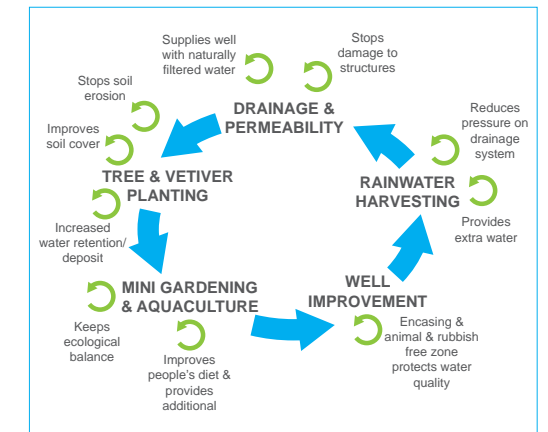 Supplies well
with naturally
filtered water
Stops
damage to
structures
DRAINAGE &
PERMEABILITY
Stops soil
erosion
Improves
soil cover
TREE & VETIVER
PLANTING
Increased
water retention/
deposit
Reduces
pressure on
drainage
system
RAINWATER
HARVESTING
Provides
extra water
MINI GARDENING
& AQUACULTURE
Keeps
ecological
balance
Improves
people's diet &
provides
additional
WELL
IMPROVEMENT
Encasing &
animal & rubbish
free zone
protects water
quality